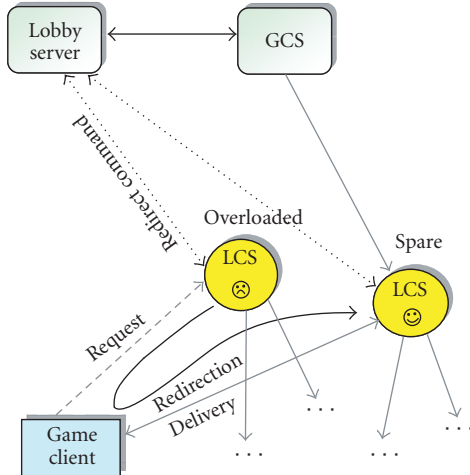 Lobby
server
GCS
Redirect command
Overloaded
Spare
LCS
LCS
Request
Redirection
Delivery
Game
client
. . .
. . .
. . .
. . .